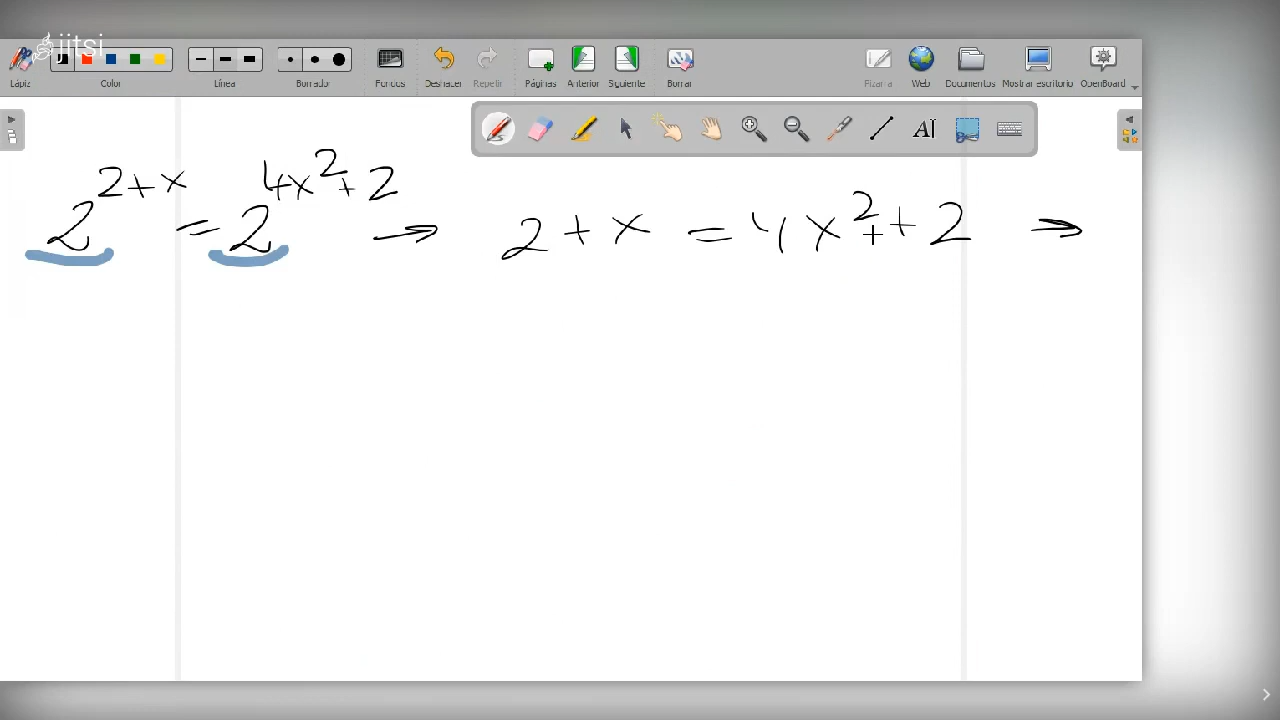 jitsi
Lápiz Color Línea Borrador Fondos Deshacer Repetir Páginas Anterior Siguiente Borrar Pizarra Web Documentos Mostrar escritorio OpenBoard
A
2^{2+x} = 2^{4x^2+2} → 2+x = 4x^2++2 →